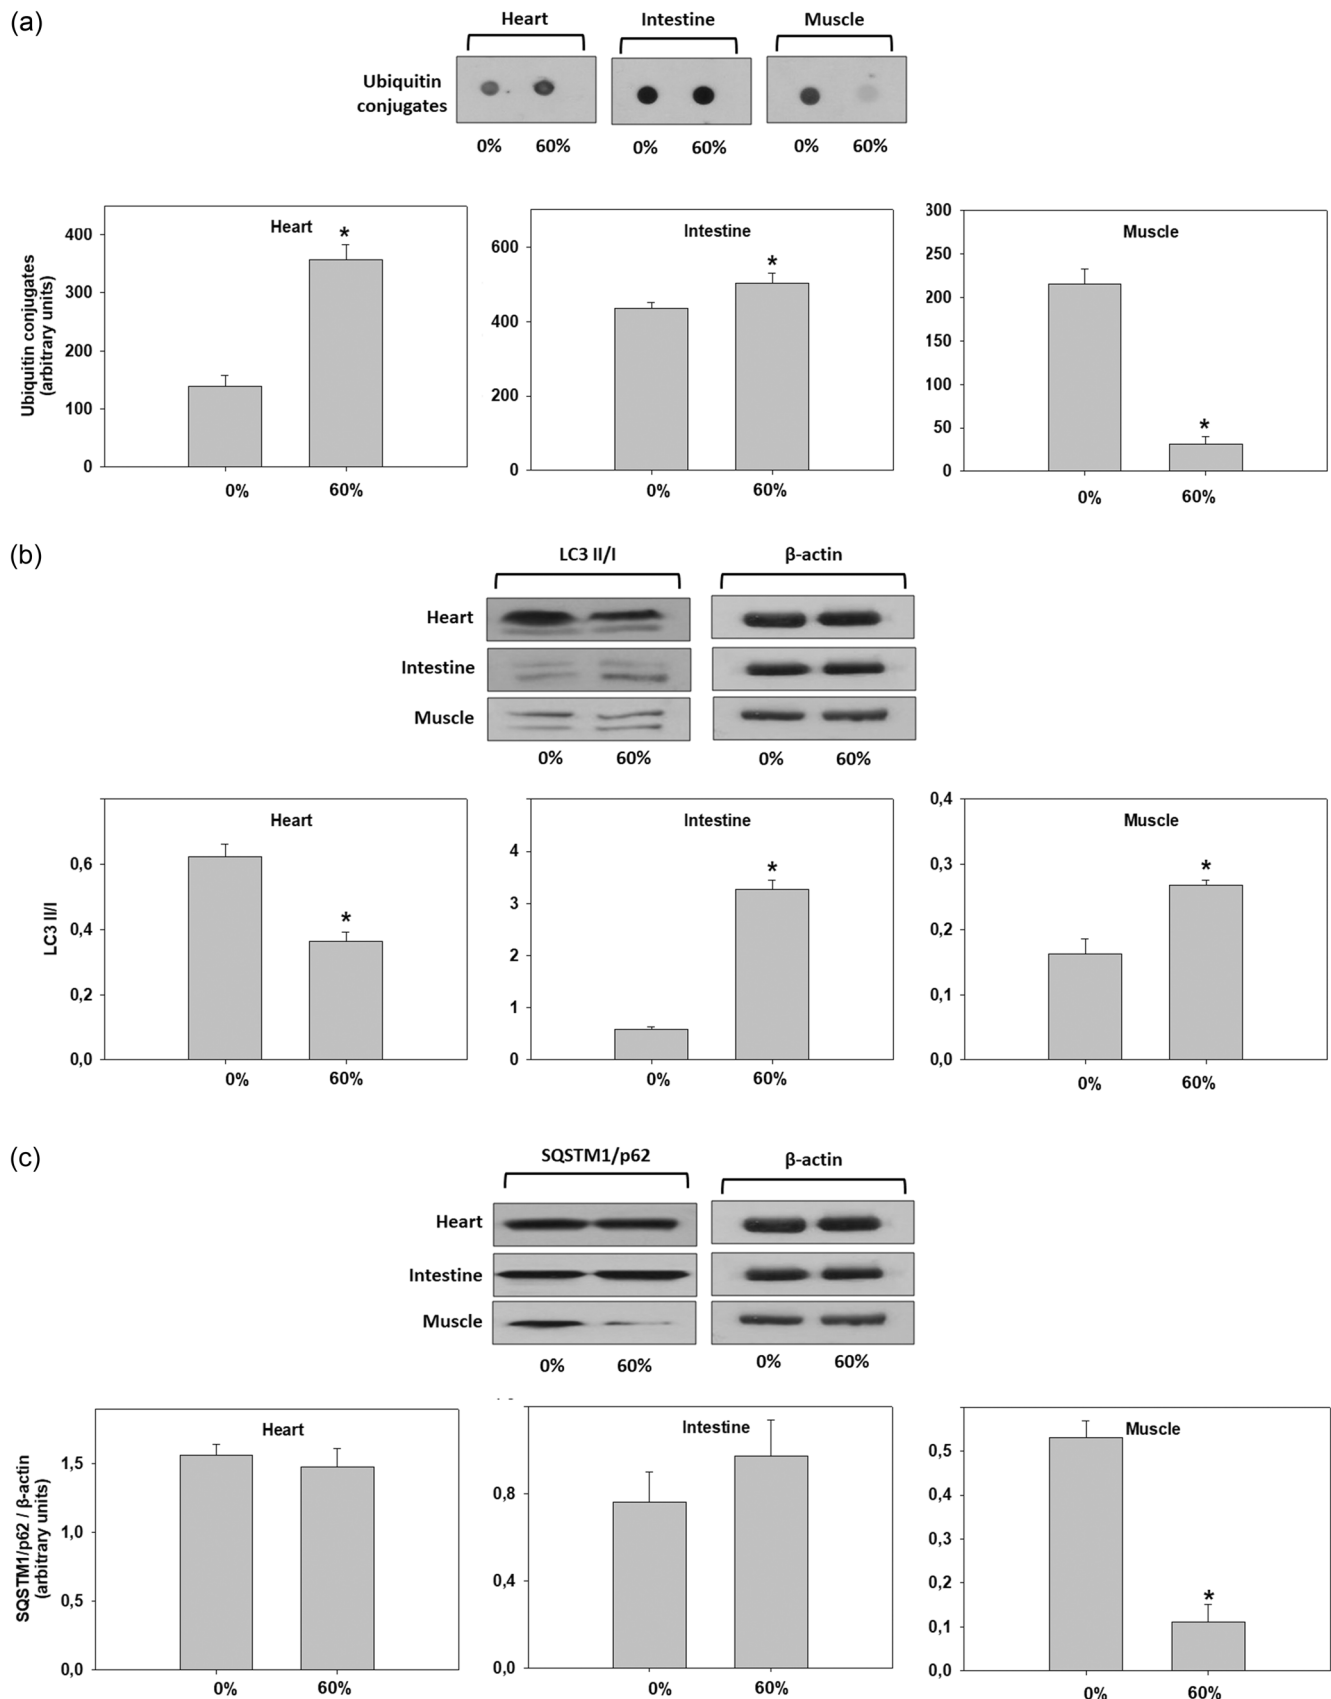 (a)
Heart Intestine Muscle
Ubiquitin
conjugates
0% 60% 0% 60% 0% 60%
Ubiquitin conjugates
(arbitrary units)
Heart
400
300
200
100
0
0% 60%
Intestine
600
400
200
0
0% 60%
Muscle
300
250
200
150
100
50
0
0% 60%
*
*
*
(b)
LC3 II/I β-actin
Heart
Intestine
Muscle
0% 60% 0% 60%
LC3 II/I
Heart
0,6
0,4
0,2
0,0
*
0% 60%
Intestine
4
3
2
1
0
*
0% 60%
Muscle
0,4
0,3
0,2
0,1
0,0
*
0% 60%
(c)
SQSTM1/p62 β-actin
Heart
Intestine
Muscle
0% 60% 0% 60%
SQSTM1/p62 / β-actin
(arbitrary units)
Heart
1,5
1,0
0,5
0,0
0% 60%
Intestine
0,8
0,4
0,0
0% 60%
Muscle
0,5
0,4
0,3
0,2
0,1
0,0
*
0% 60%